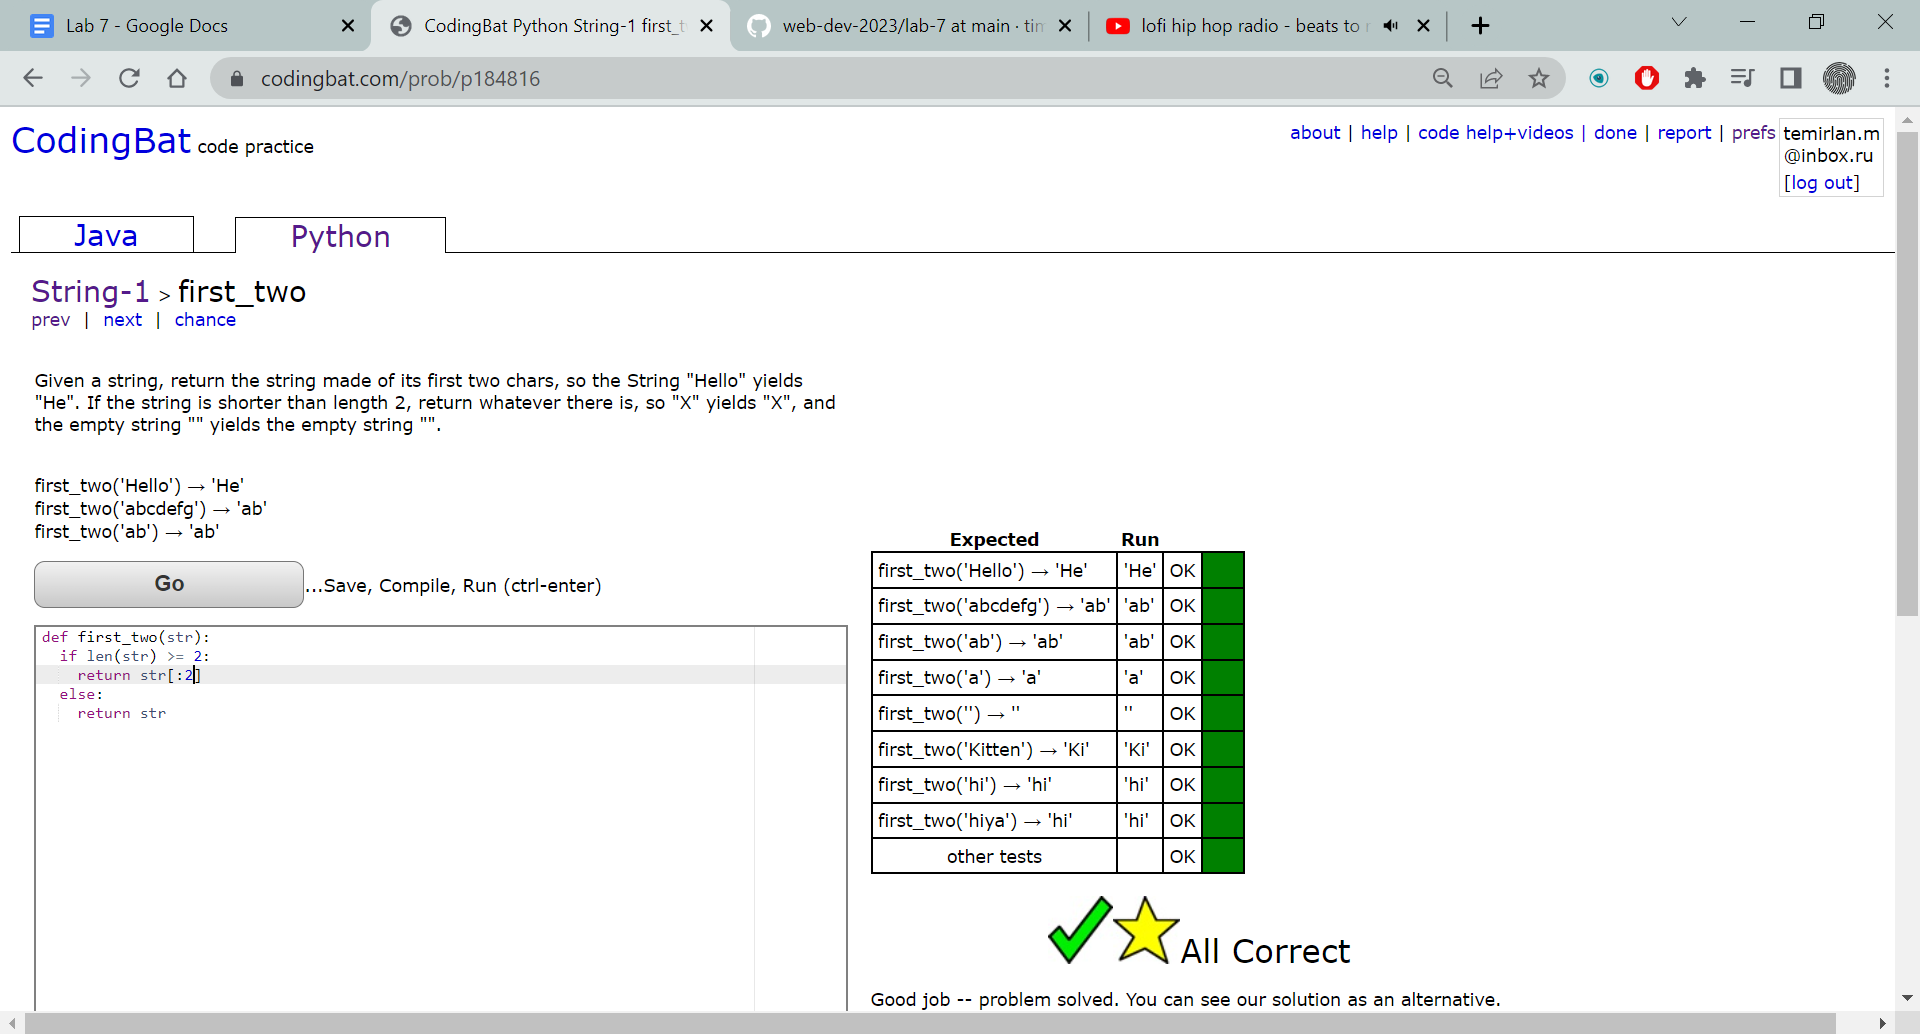 Lab 7 - Google Docs
CodingBat Python String-1 first_t
web-dev-2023/lab-7 at main · tim
lofi hip hop radio - beats to r
codingbat.com/prob/p184816
CodingBat code practice
about | help | code help+videos | done | report | prefs
temirlan.m
@inbox.ru
[log out]
Java
Python
String-1 > first_two
prev | next | chance
Given a string, return the string made of its first two chars, so the String "Hello" yields
"He". If the string is shorter than length 2, return whatever there is, so "X" yields "X", and
the empty string "" yields the empty string "".
first_two('Hello') → 'He'
first_two('abcdefg') → 'ab'
first_two('ab') → 'ab'
Go ...Save, Compile, Run (ctrl-enter)
def first_two(str):
  if len(str) >= 2:
    return str[:2]
  else:
    return str
Expected Run
first_two('Hello') → 'He' 'He' OK
first_two('abcdefg') → 'ab' 'ab' OK
first_two('ab') → 'ab' 'ab' OK
first_two('a') → 'a' 'a' OK
first_two('') → '' '' OK
first_two('Kitten') → 'Ki' 'Ki' OK
first_two('hi') → 'hi' 'hi' OK
first_two('hiya') → 'hi' 'hi' OK
other tests OK
All Correct
Good job -- problem solved. You can see our solution as an alternative.